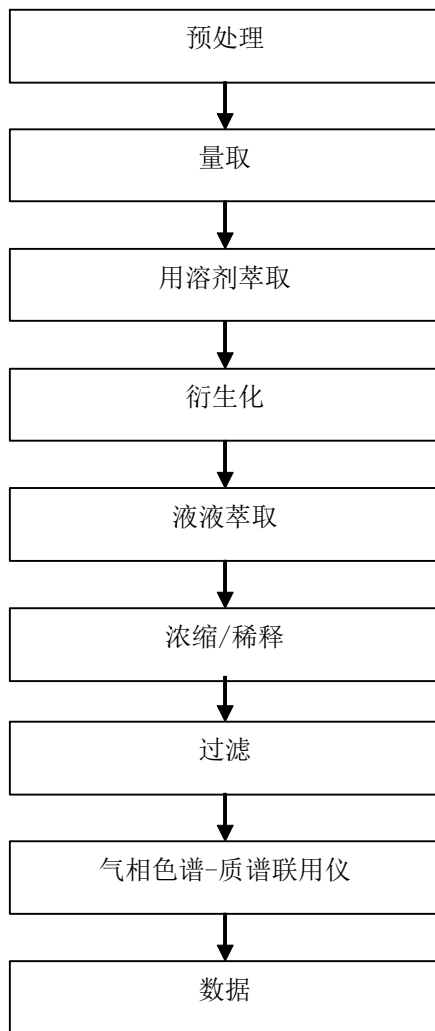 预处理
量取
用溶剂萃取
衍生化
液液萃取
浓缩/稀释
过滤
气相色谱-质谱联用仪
数据